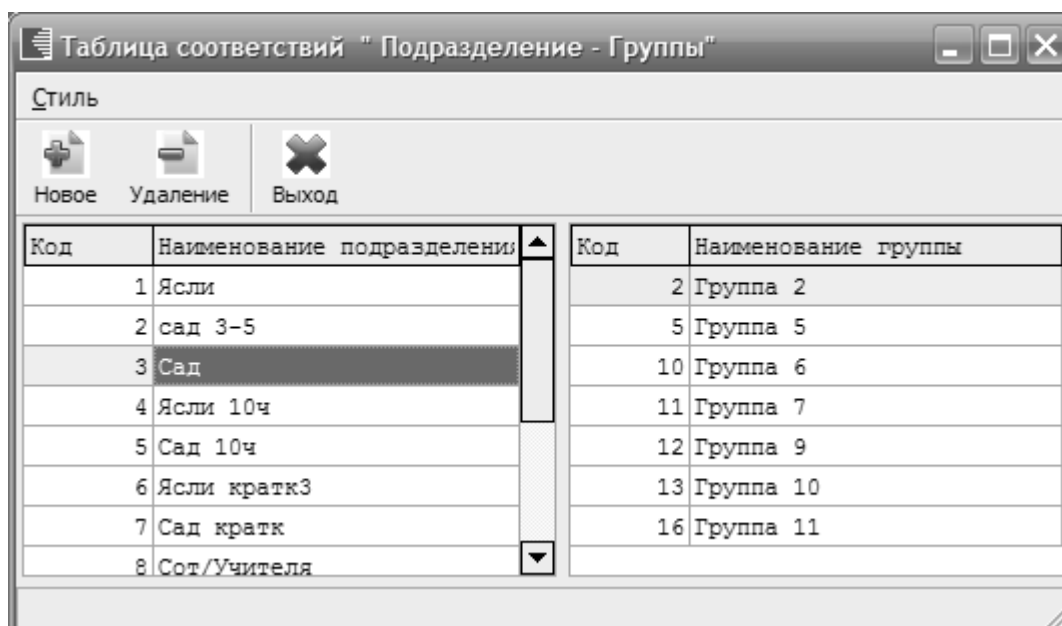 Таблица соответствий " Подразделение - Группы"
Стиль
Новое Удаление Выход
Код Наименование подразделения Код Наименование группы
1 Ясли 2 Группа 2
2 сад 3-5 5 Группа 5
3 Сад 10 Группа 6
4 Ясли 10ч 11 Группа 7
5 Сад 10ч 12 Группа 9
6 Ясли кратк3 13 Группа 10
7 Сад кратк 16 Группа 11
8 Сот/Учителя